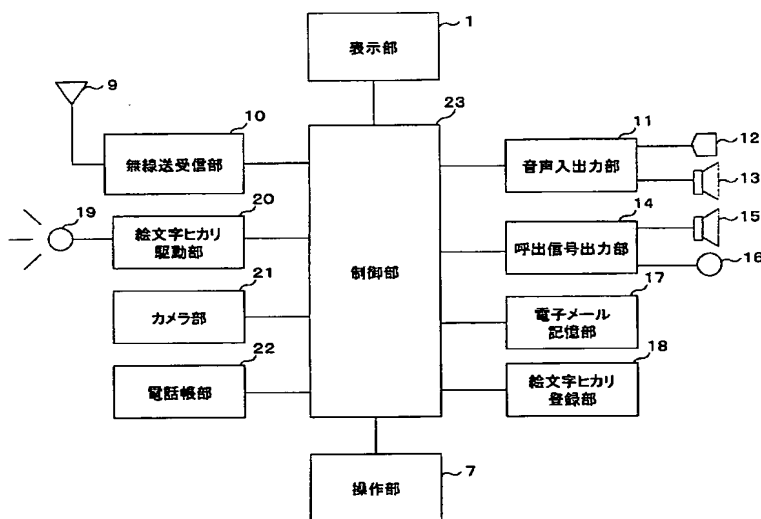 1
表示部
9
10
無線送受信部
23
制御部
11
音声入出力部
12
13
19
20
絵文字ヒカリ
駆動部
14
呼出信号出力部
15
16
21
カメラ部
17
電子メール
記憶部
22
電話帳部
18
絵文字ヒカリ
登録部
操作部
7